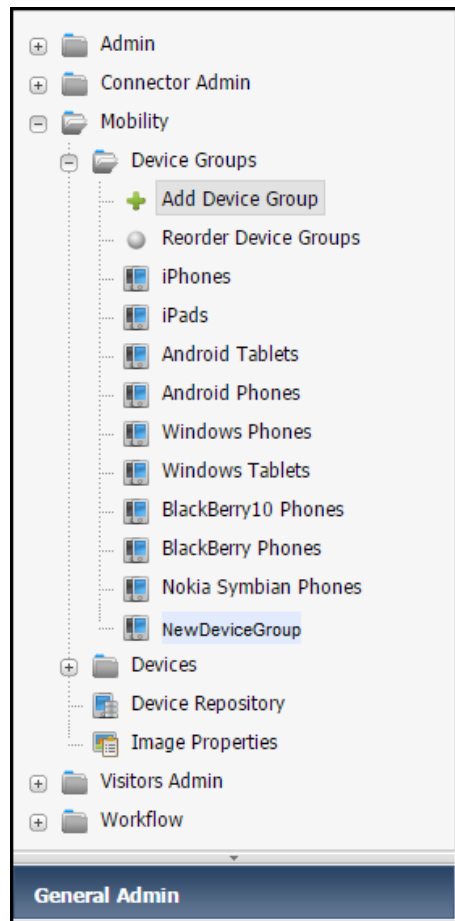 Admin
Connector Admin
Mobility
Device Groups
Add Device Group
Reorder Device Groups
iPhones
iPads
Android Tablets
Android Phones
Windows Phones
Windows Tablets
BlackBerry10 Phones
BlackBerry Phones
Nokia Symbian Phones
NewDeviceGroup
Devices
Device Repository
Image Properties
Visitors Admin
Workflow
General Admin